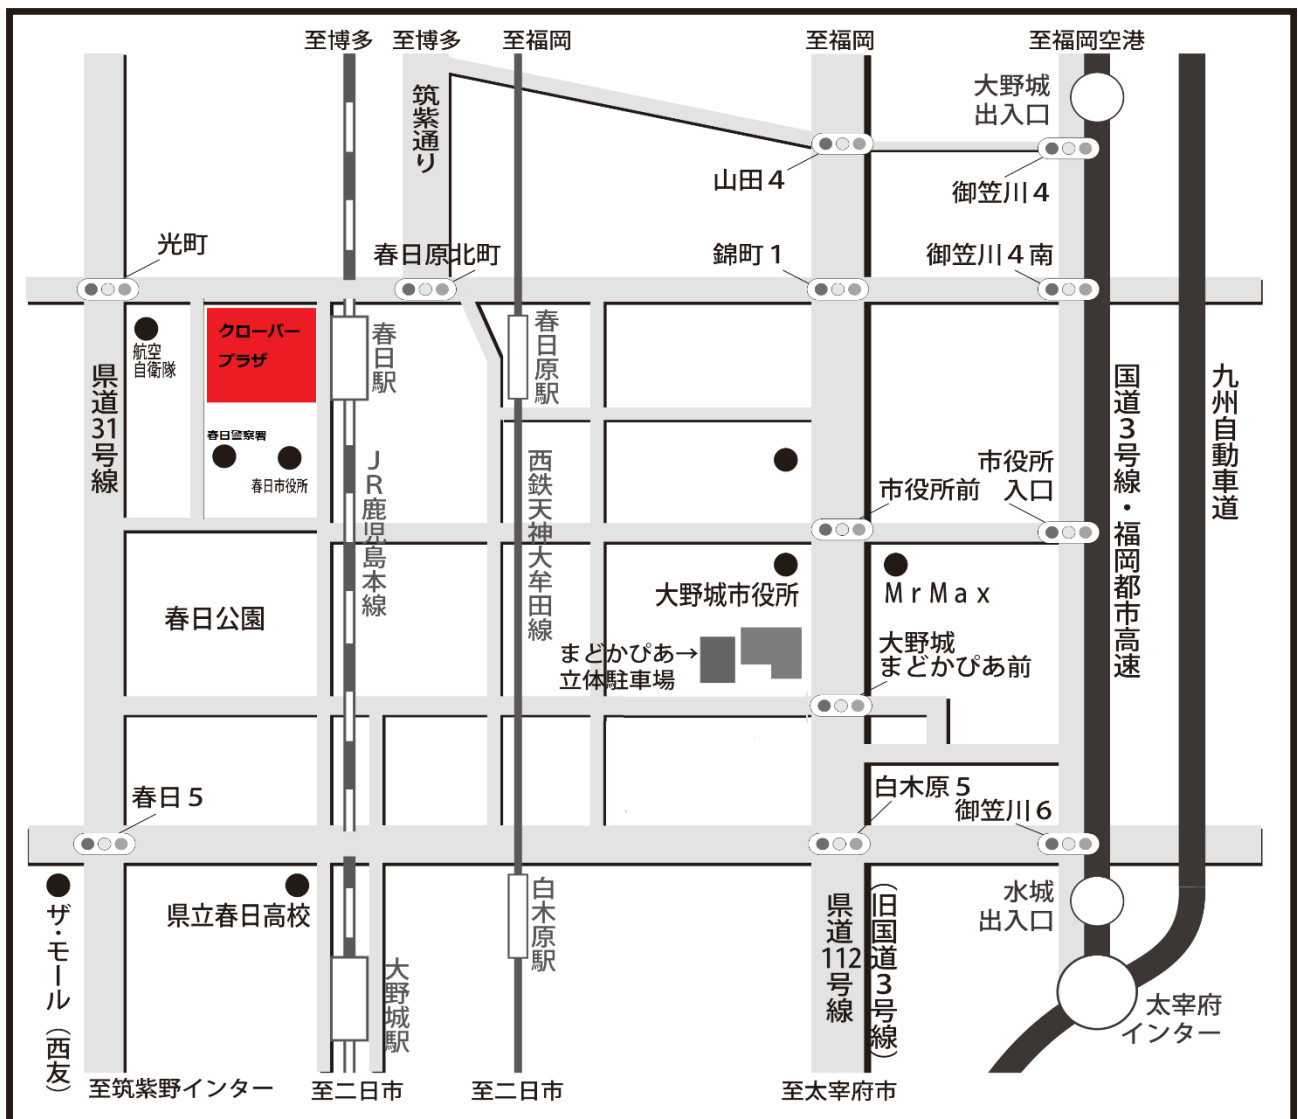 至博多
至博多
至福岡
至福岡
至福岡空港
大野城
出入口
筑紫通り
山田4
御笠川4
光町
春日原北町
錦町1
御笠川4南
クローバー
プラザ
航空
自衛隊
春日駅
春日原駅
県道31号線
国道3号線・福岡都市高速
九州自動車道
春日警察署
春日市役所
JR鹿児島本線
西鉄天神大牟田線
市役所前
市役所
入口
春日公園
大野城市役所
MrMax
まどかぴあ→
立体駐車場
大野城
まどかぴあ前
春日5
白木原5
御笠川6
ザ・モール(西友)
県立春日高校
白木原駅
大野城駅
県道112号線
(旧国道3号線)
水城
出入口
太宰府
インター
至筑紫野インター
至二日市
至二日市
至太宰府市